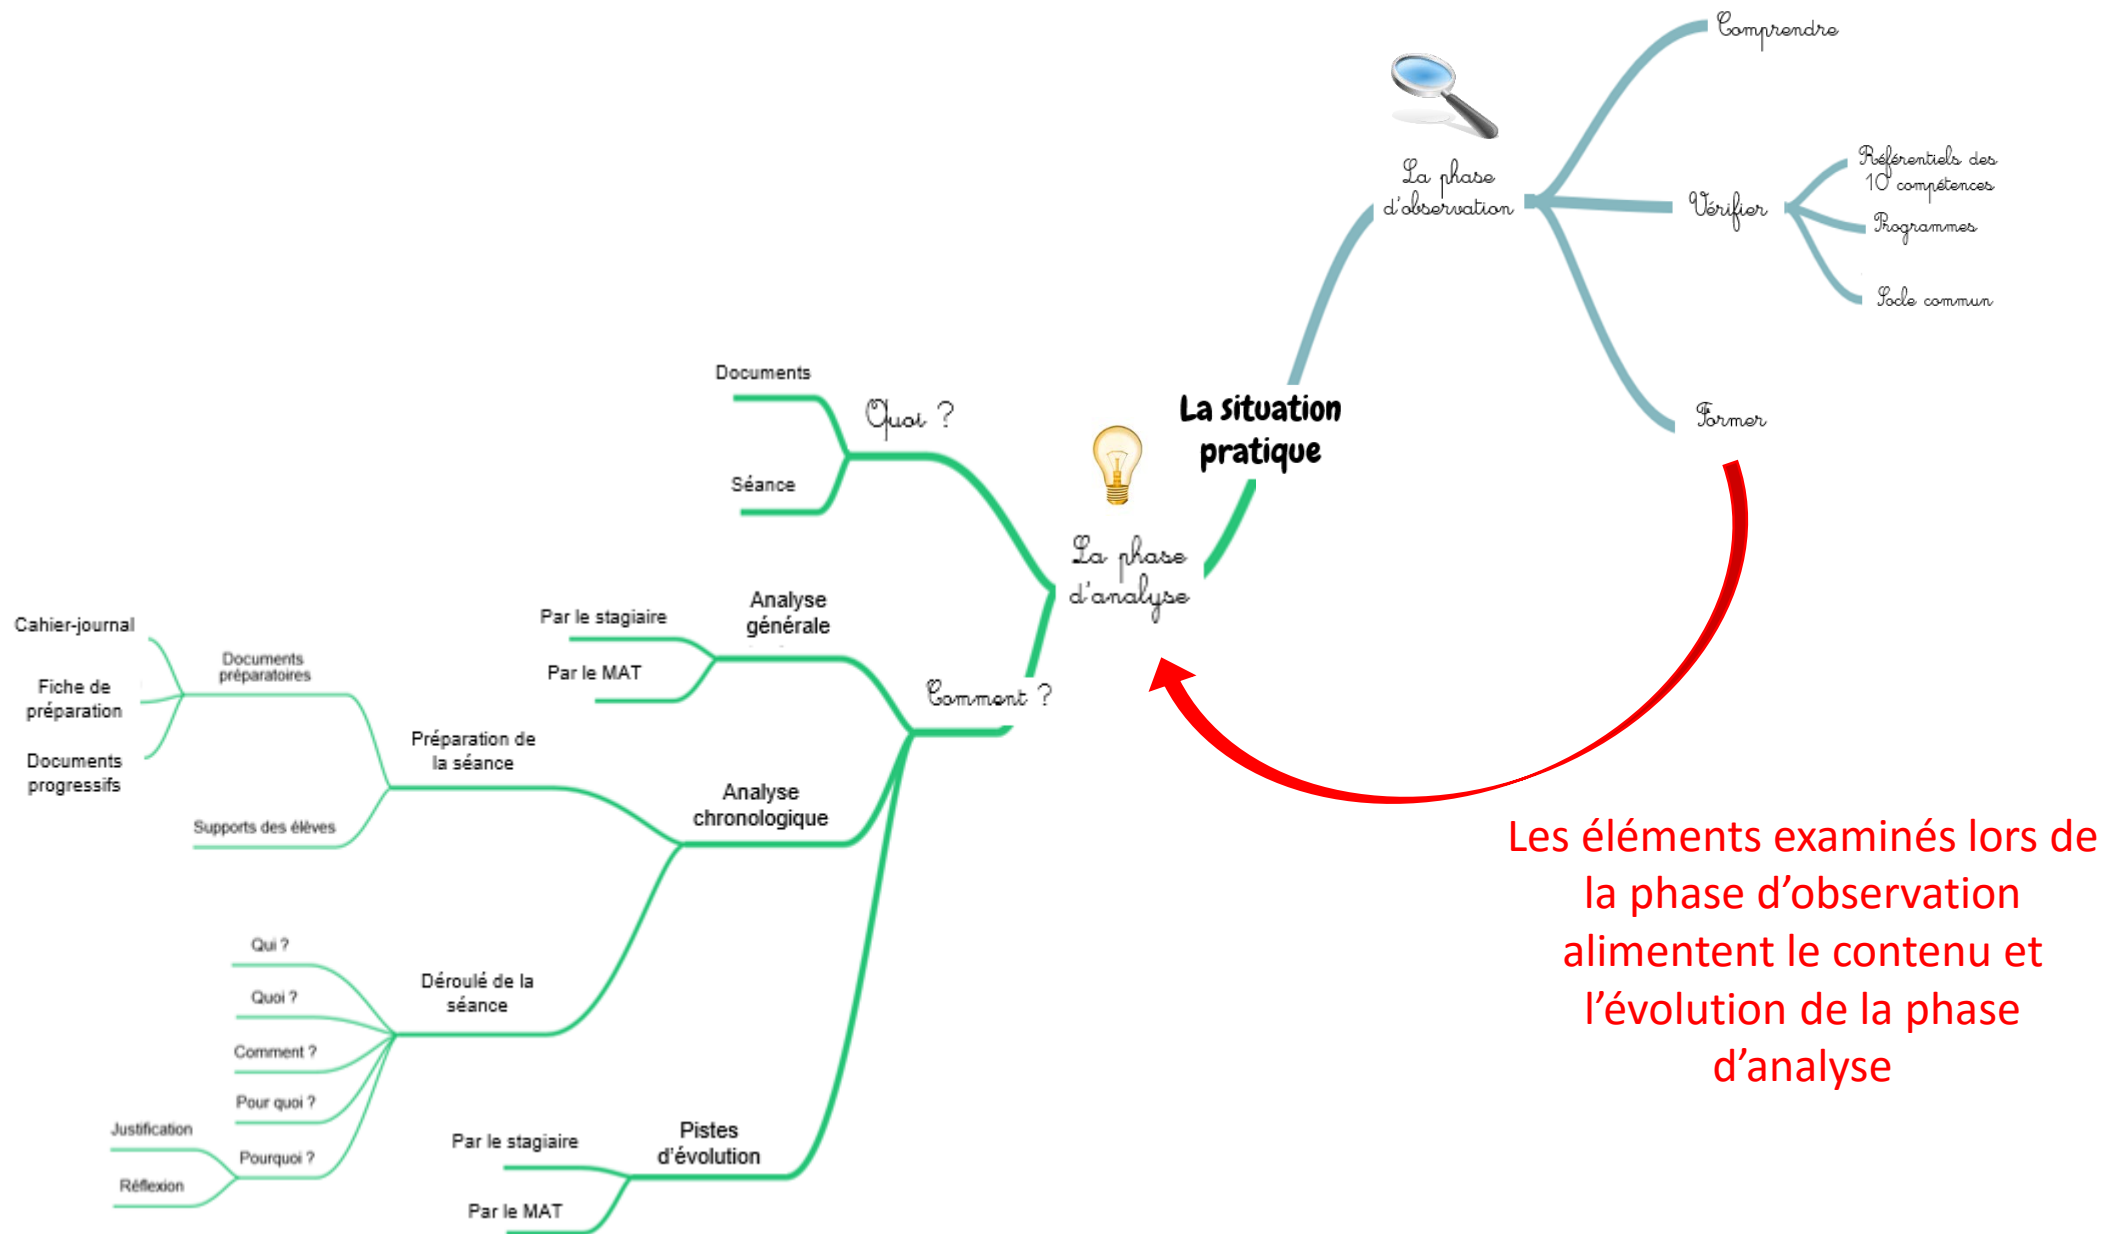 La situation
pratique
La phase
d'observation
Comprendre
Vérifier
Référentiels des
10 compétences
Programmes
Socle commun
Former
La phase
d'analyse
Quoi ?
Documents
Séance
Comment ?
Analyse
générale
Par le stagiaire
Par le MAT
Analyse
chronologique
Préparation de
la séance
Documents
préparatoires
Cahier-journal
Fiche de
préparation
Documents
progressifs
Supports des élèves
Déroulé de la
séance
Qui ?
Quoi ?
Comment ?
Pour quoi ?
Pourquoi ?
Justification
Réflexion
Pistes
d'évolution
Par le stagiaire
Par le MAT
Les éléments examinés lors de
la phase d’observation
alimentent le contenu et
l’évolution de la phase
d’analyse